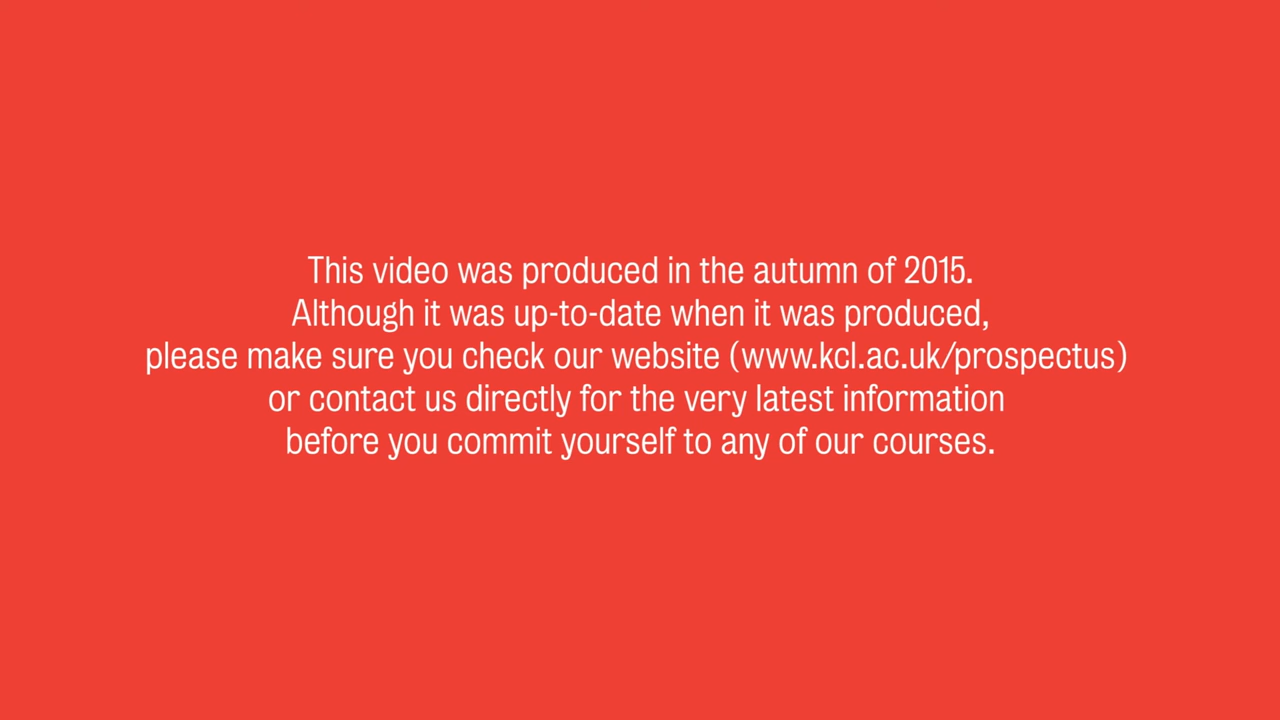 This video was produced in the autumn of 2015.
Although it was up-to-date when it was produced,
please make sure you check our website (www.kcl.ac.uk/prospectus)
or contact us directly for the very latest information
before you commit yourself to any of our courses.